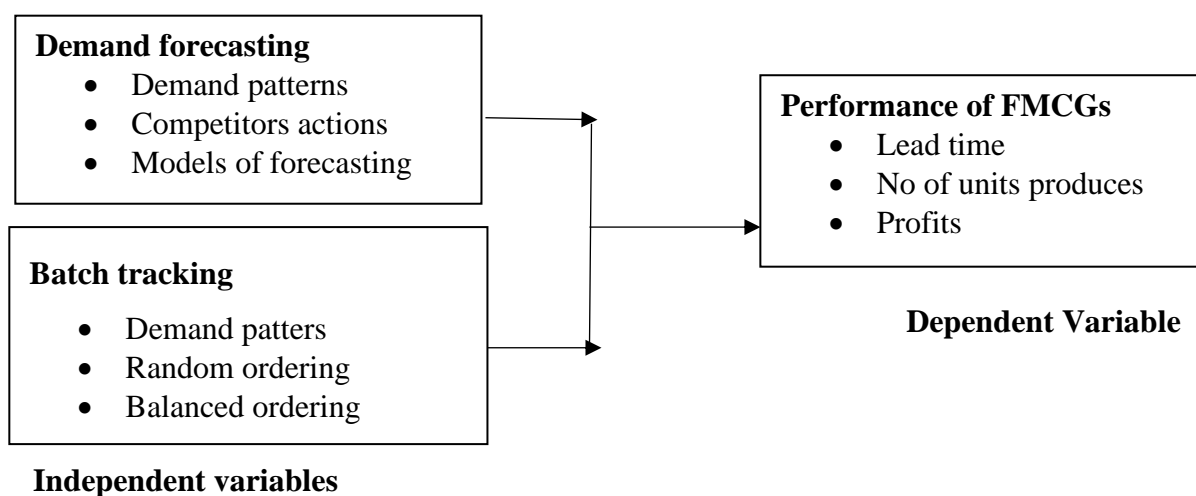 Demand forecasting
• Demand patterns
• Competitors actions
• Models of forecasting
Performance of FMCGs
• Lead time
• No of units produces
• Profits
Batch tracking
• Demand patters
• Random ordering
• Balanced ordering
Dependent Variable
Independent variables